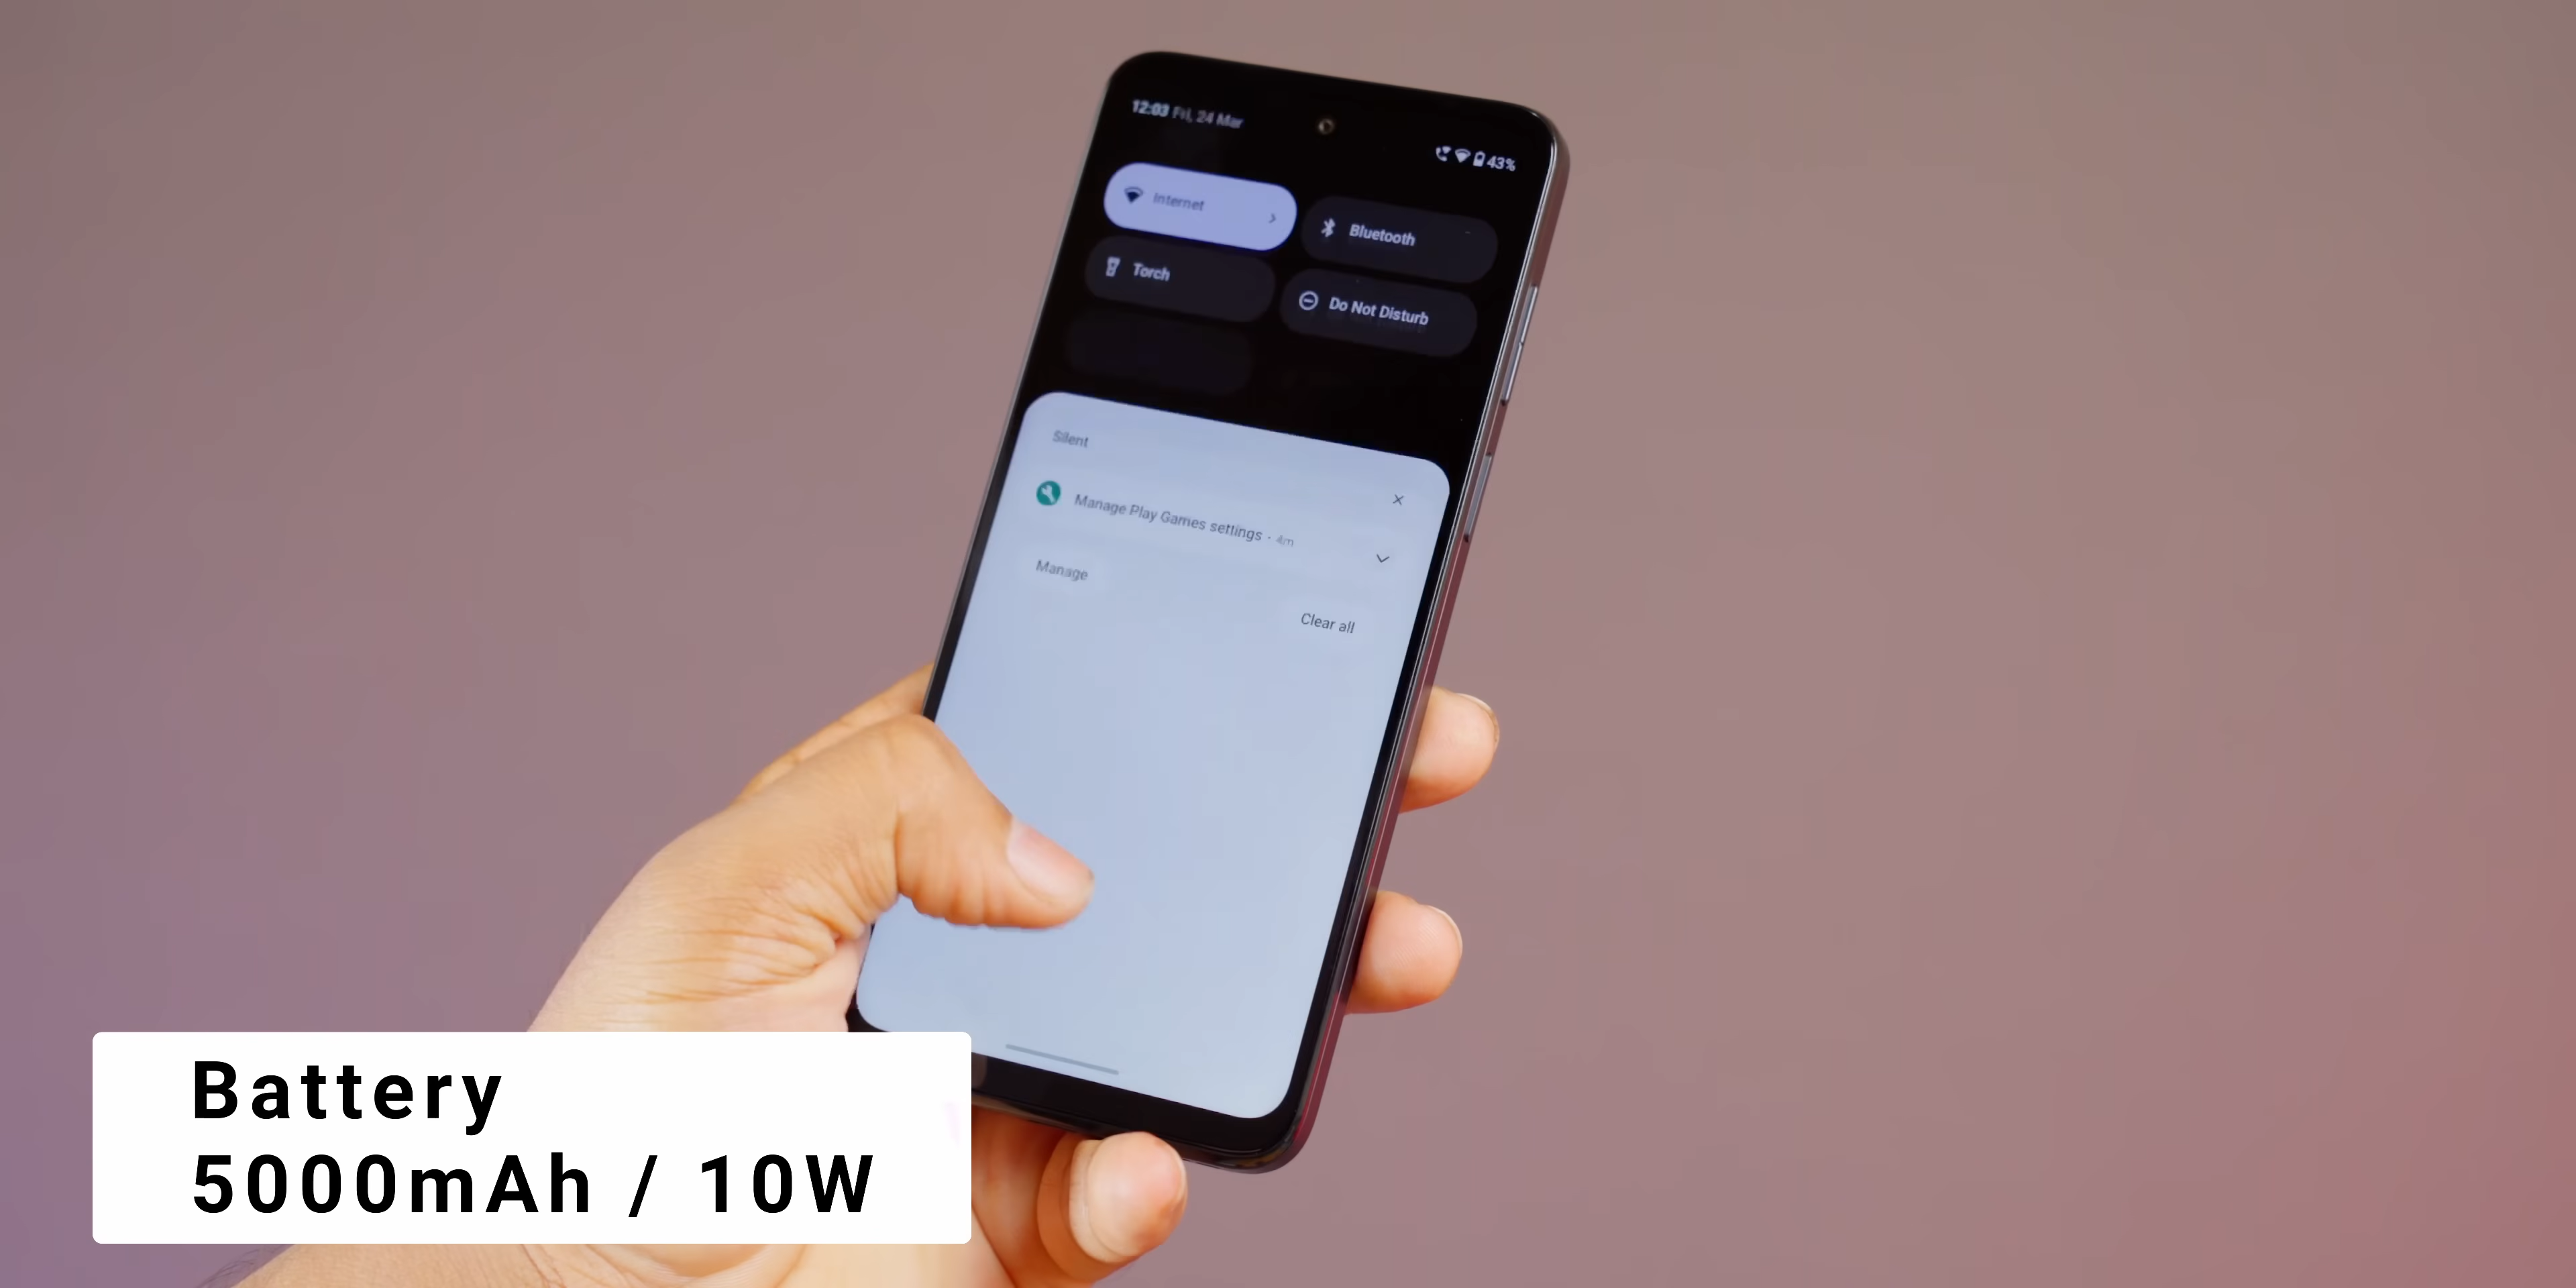 12:03 Fri, 24 Mar
43%
Internet
Bluetooth
Torch
Do Not Disturb
Silent
Manage Play Games settings · 4m
Manage
Clear all
Battery
5000mAh / 10W